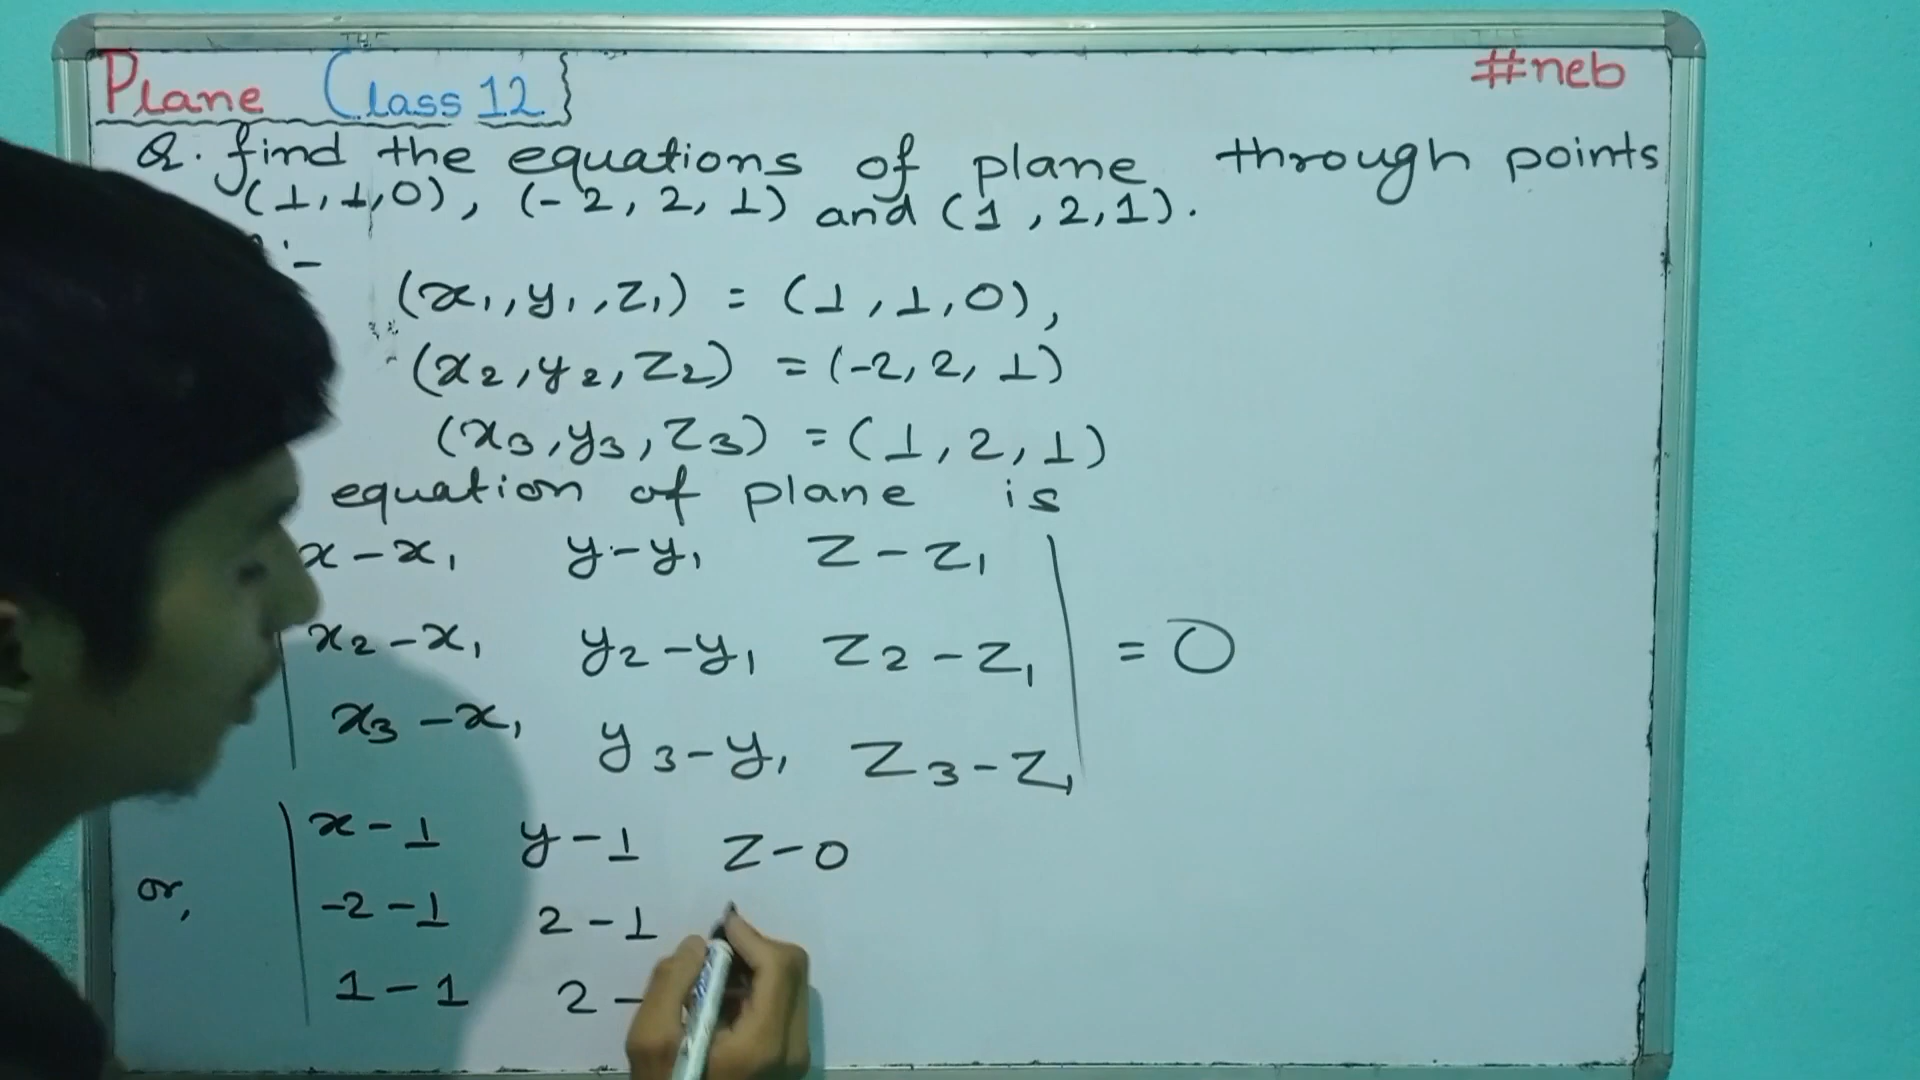 Plane Class 12
#neb
Q. find the equations of plane through points
(1,1,0), (-2,2,1) and (1,2,1).
:-
(x₁,y₁,z₁) = (1,1,0),
(x₂,y₂,z₂) = (-2,2,1)
(x₃,y₃,z₃) = (1,2,1)
equation of plane is
x-x₁ y-y₁ z-z₁
x₂-x₁ y₂-y₁ z₂-z₁ = 0
x₃-x₁ y₃-y₁ z₃-z₁
x-1 y-1 z-0
or, -2-1 2-1
1-1 2-